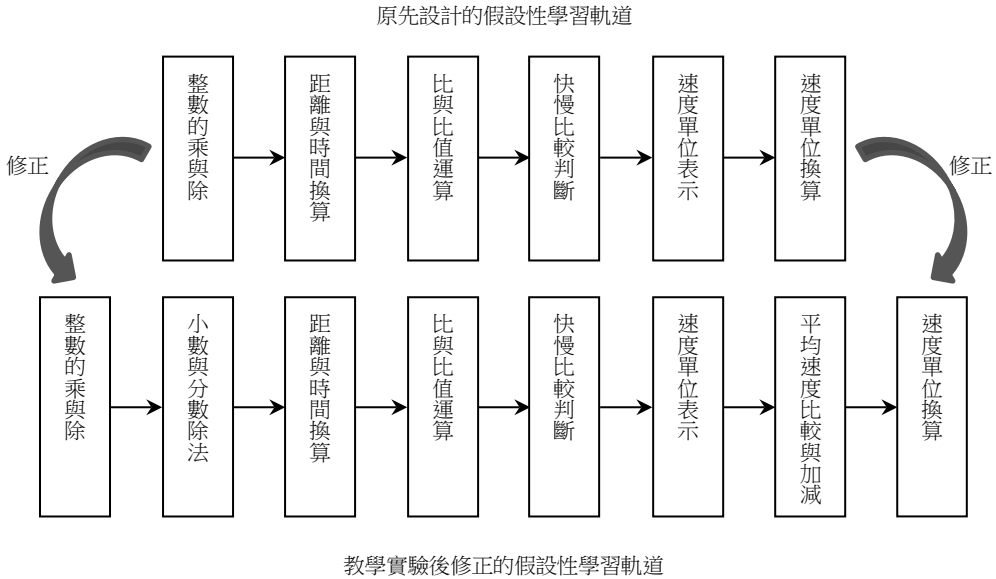 原先設計的假設性學習軌道
整數的乘與除
距離與時間換算
比與比值運算
快慢比較判斷
速度單位表示
速度單位換算
修正
修正
整數的乘與除
小數與分數除法
距離與時間換算
比與比值運算
快慢比較判斷
速度單位表示
平均速度比較與加減
速度單位換算
教學實驗後修正的假設性學習軌道